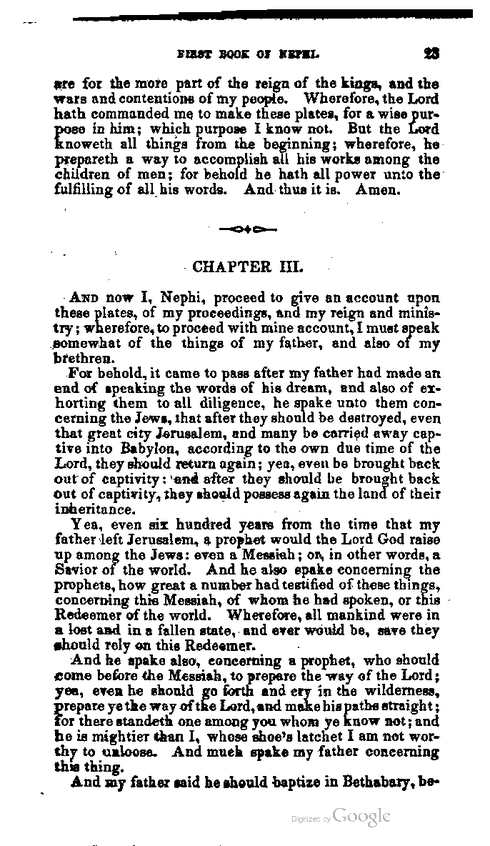 FIRST BOOK OF NEPHI. 23
are for the more part of the reign of the kings, and the
wars and contentions of my people. Wherefore, the Lord
hath commanded me to make these plates, for a wise pur-
pose in him; which purpose I know not. But the Lord
knoweth all things from the beginning; wherefore, he
prepareth a way to accomplish all his works among the
children of men; for behold he hath all power unto the
fulfilling of all his words. And thus it is. Amen.
CHAPTER III.
AND now I, Nephi, proceed to give an account upon
these plates, of my proceedings, and my reign and minis-
try; wherefore, to proceed with mine account, I must speak
somewhat of the things of my father, and also of my
brethren.
For behold, it came to pass after my father had made an
end of speaking the words of his dream, and also of ex-
horting them to all diligence, he spake unto them con-
cerning the Jews, that after they should be destroyed, even
that great city Jerusalem, and many be carried away cap-
tive into Babylon, according to the own due time of the
Lord, they should return again; yea, even be brought back
out of captivity: and after they should be brought back
out of captivity, they should possess again the land of their
inheritance.
Yea, even six hundred years from the time that my
father left Jerusalem, a prophet would the Lord God raise
up among the Jews: even a Messiah; or, in other words, a
Savior of the world. And he also spake concerning the
prophets, how great a number had testified of these things,
concerning this Messiah, of whom he had spoken, or this
Redeemer of the world. Wherefore, all mankind were in
a lost and in a fallen state, and ever would be, save they
should rely on this Redeemer.
And he spake also, concerning a prophet, who should
come before the Messiah, to prepare the way of the Lord;
yea, even he should go forth and cry in the wilderness,
prepare ye the way of the Lord, and make his paths straight;
for there standeth one among you whom ye know not; and
he is mightier than I, whose shoe's latchet I am not wor-
thy to unloose. And much spake my father concerning
this thing.
And my father said he should baptize in Bethabary, be-
Digitized by Google